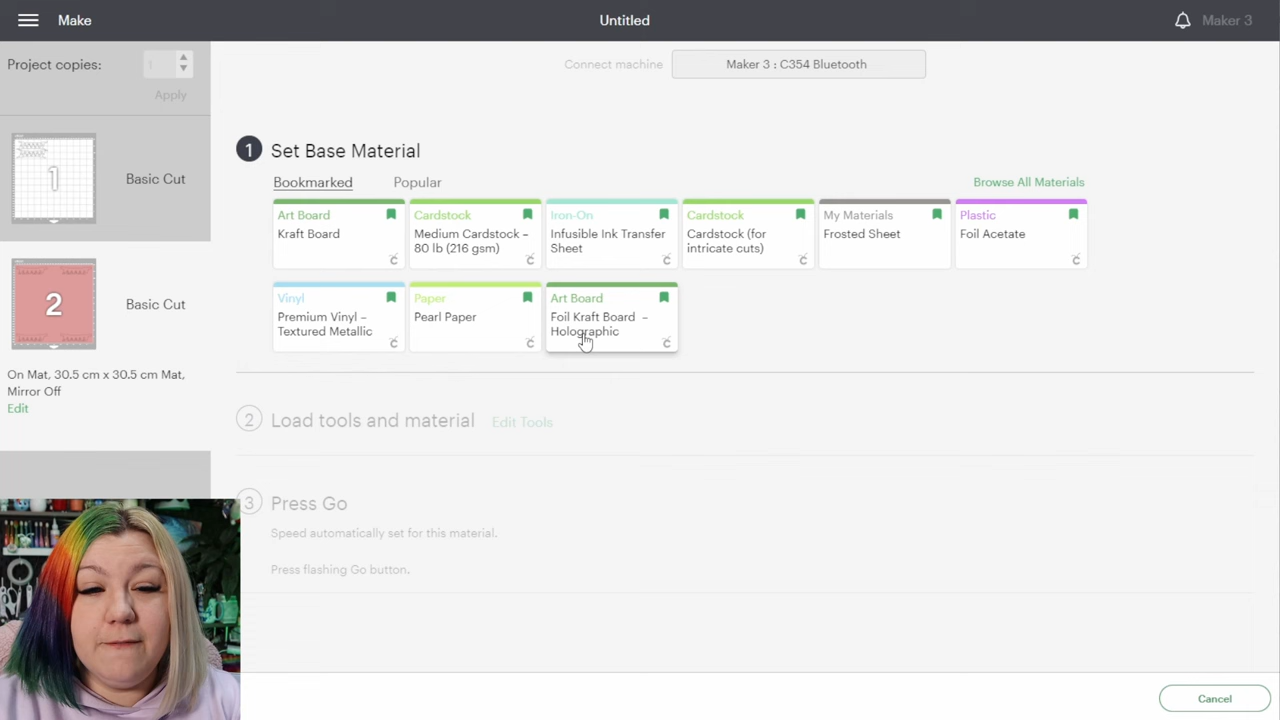 Make
Untitled
Maker 3
Project copies:
1
Apply
1
Basic Cut
2
Basic Cut
On Mat, 30.5 cm x 30.5 cm Mat,
Mirror Off
Edit
Connect machine
Maker 3 : C354 Bluetooth
1 Set Base Material
Bookmarked
Popular
Browse All Materials
Art Board
Kraft Board
Cardstock
Medium Cardstock –
80 lb (216 gsm)
Iron-On
Infusible Ink Transfer
Sheet
Cardstock
Cardstock (for
intricate cuts)
My Materials
Frosted Sheet
Plastic
Foil Acetate
Vinyl
Premium Vinyl –
Textured Metallic
Paper
Pearl Paper
Art Board
Foil Kraft Board –
Holographic
2 Load tools and material
Edit Tools
3 Press Go
Speed automatically set for this material.
Press flashing Go button.
Cancel